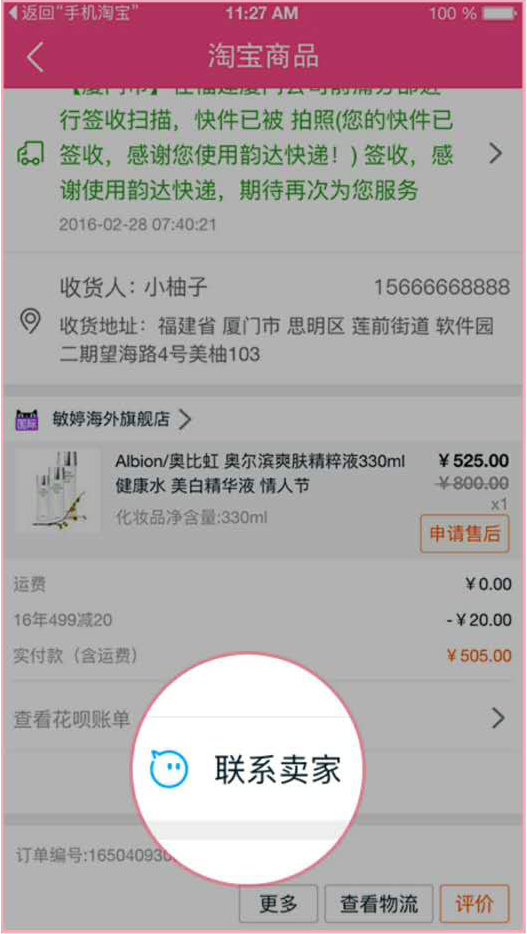 返回“手机淘宝”
11:27 AM
100 %
淘宝商品
行签收扫描，快件已被 拍照(您的快件已
签收，感谢您使用韵达快递！) 签收，感
谢使用韵达快递，期待再次为您服务
2016-02-28 07:40:21
收货人：小柚子
15666668888
收货地址：福建省 厦门市 思明区 莲前街道 软件园
二期望海路4号美柚103
国际
敏婷海外旗舰店
Albion/奥比虹 奥尔滨爽肤精粹液330ml
￥525.00
健康水 美白精华液 情人节
￥800.00
化妆品净含量:330ml
x1
申请售后
运费
￥0.00
16年499减20
-￥20.00
实付款（含运费）
￥505.00
查看花呗账单
联系卖家
订单编号:165040930
更多
查看物流
评价